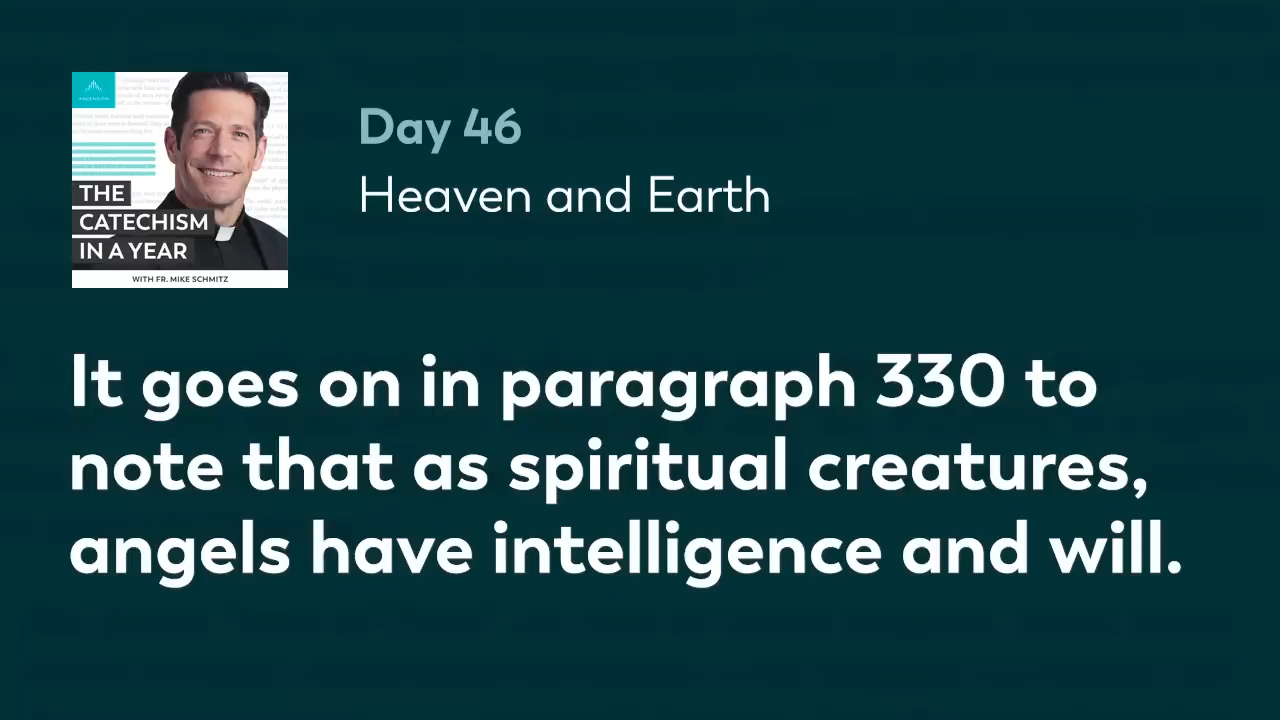 ASCENSION
Day 46
Heaven and Earth
THE
CATECHISM
IN A YEAR
WITH FR. MIKE SCHMITZ
It goes on in paragraph 330 to
note that as spiritual creatures,
angels have intelligence and will.